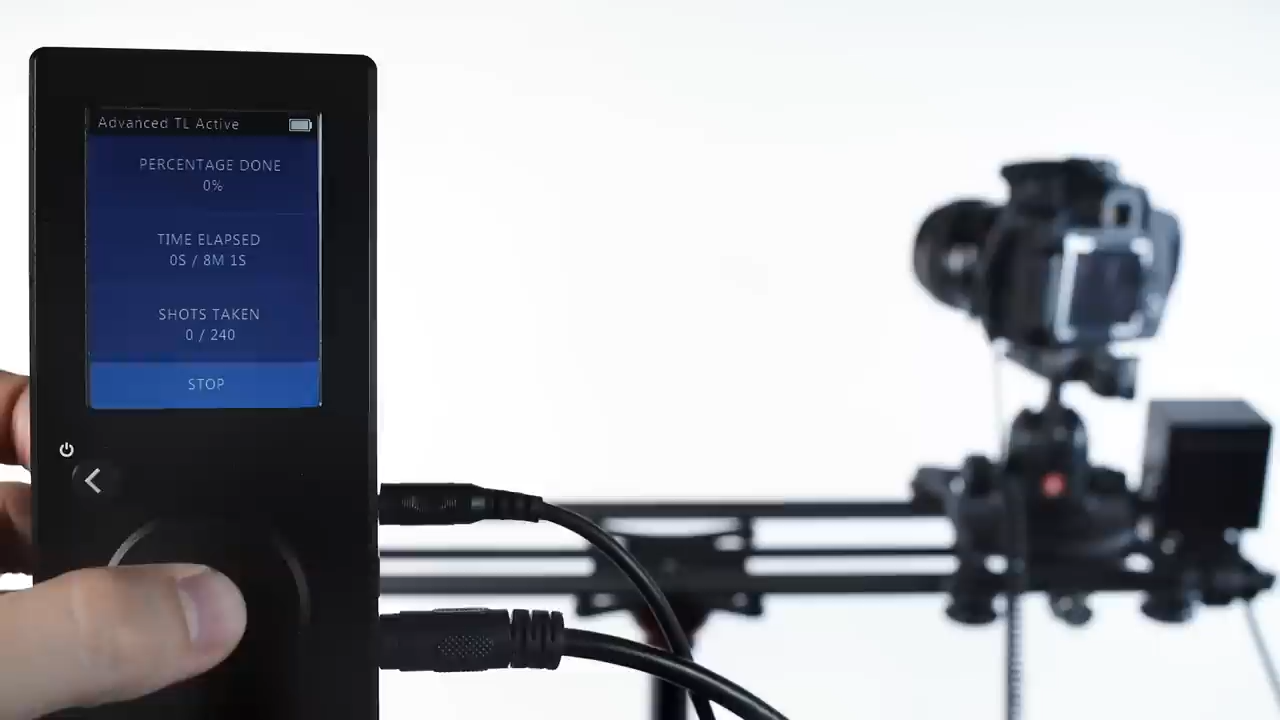 Advanced TL Active
PERCENTAGE DONE
0%
TIME ELAPSED
0S / 8M 1S
SHOTS TAKEN
0 / 240
STOP